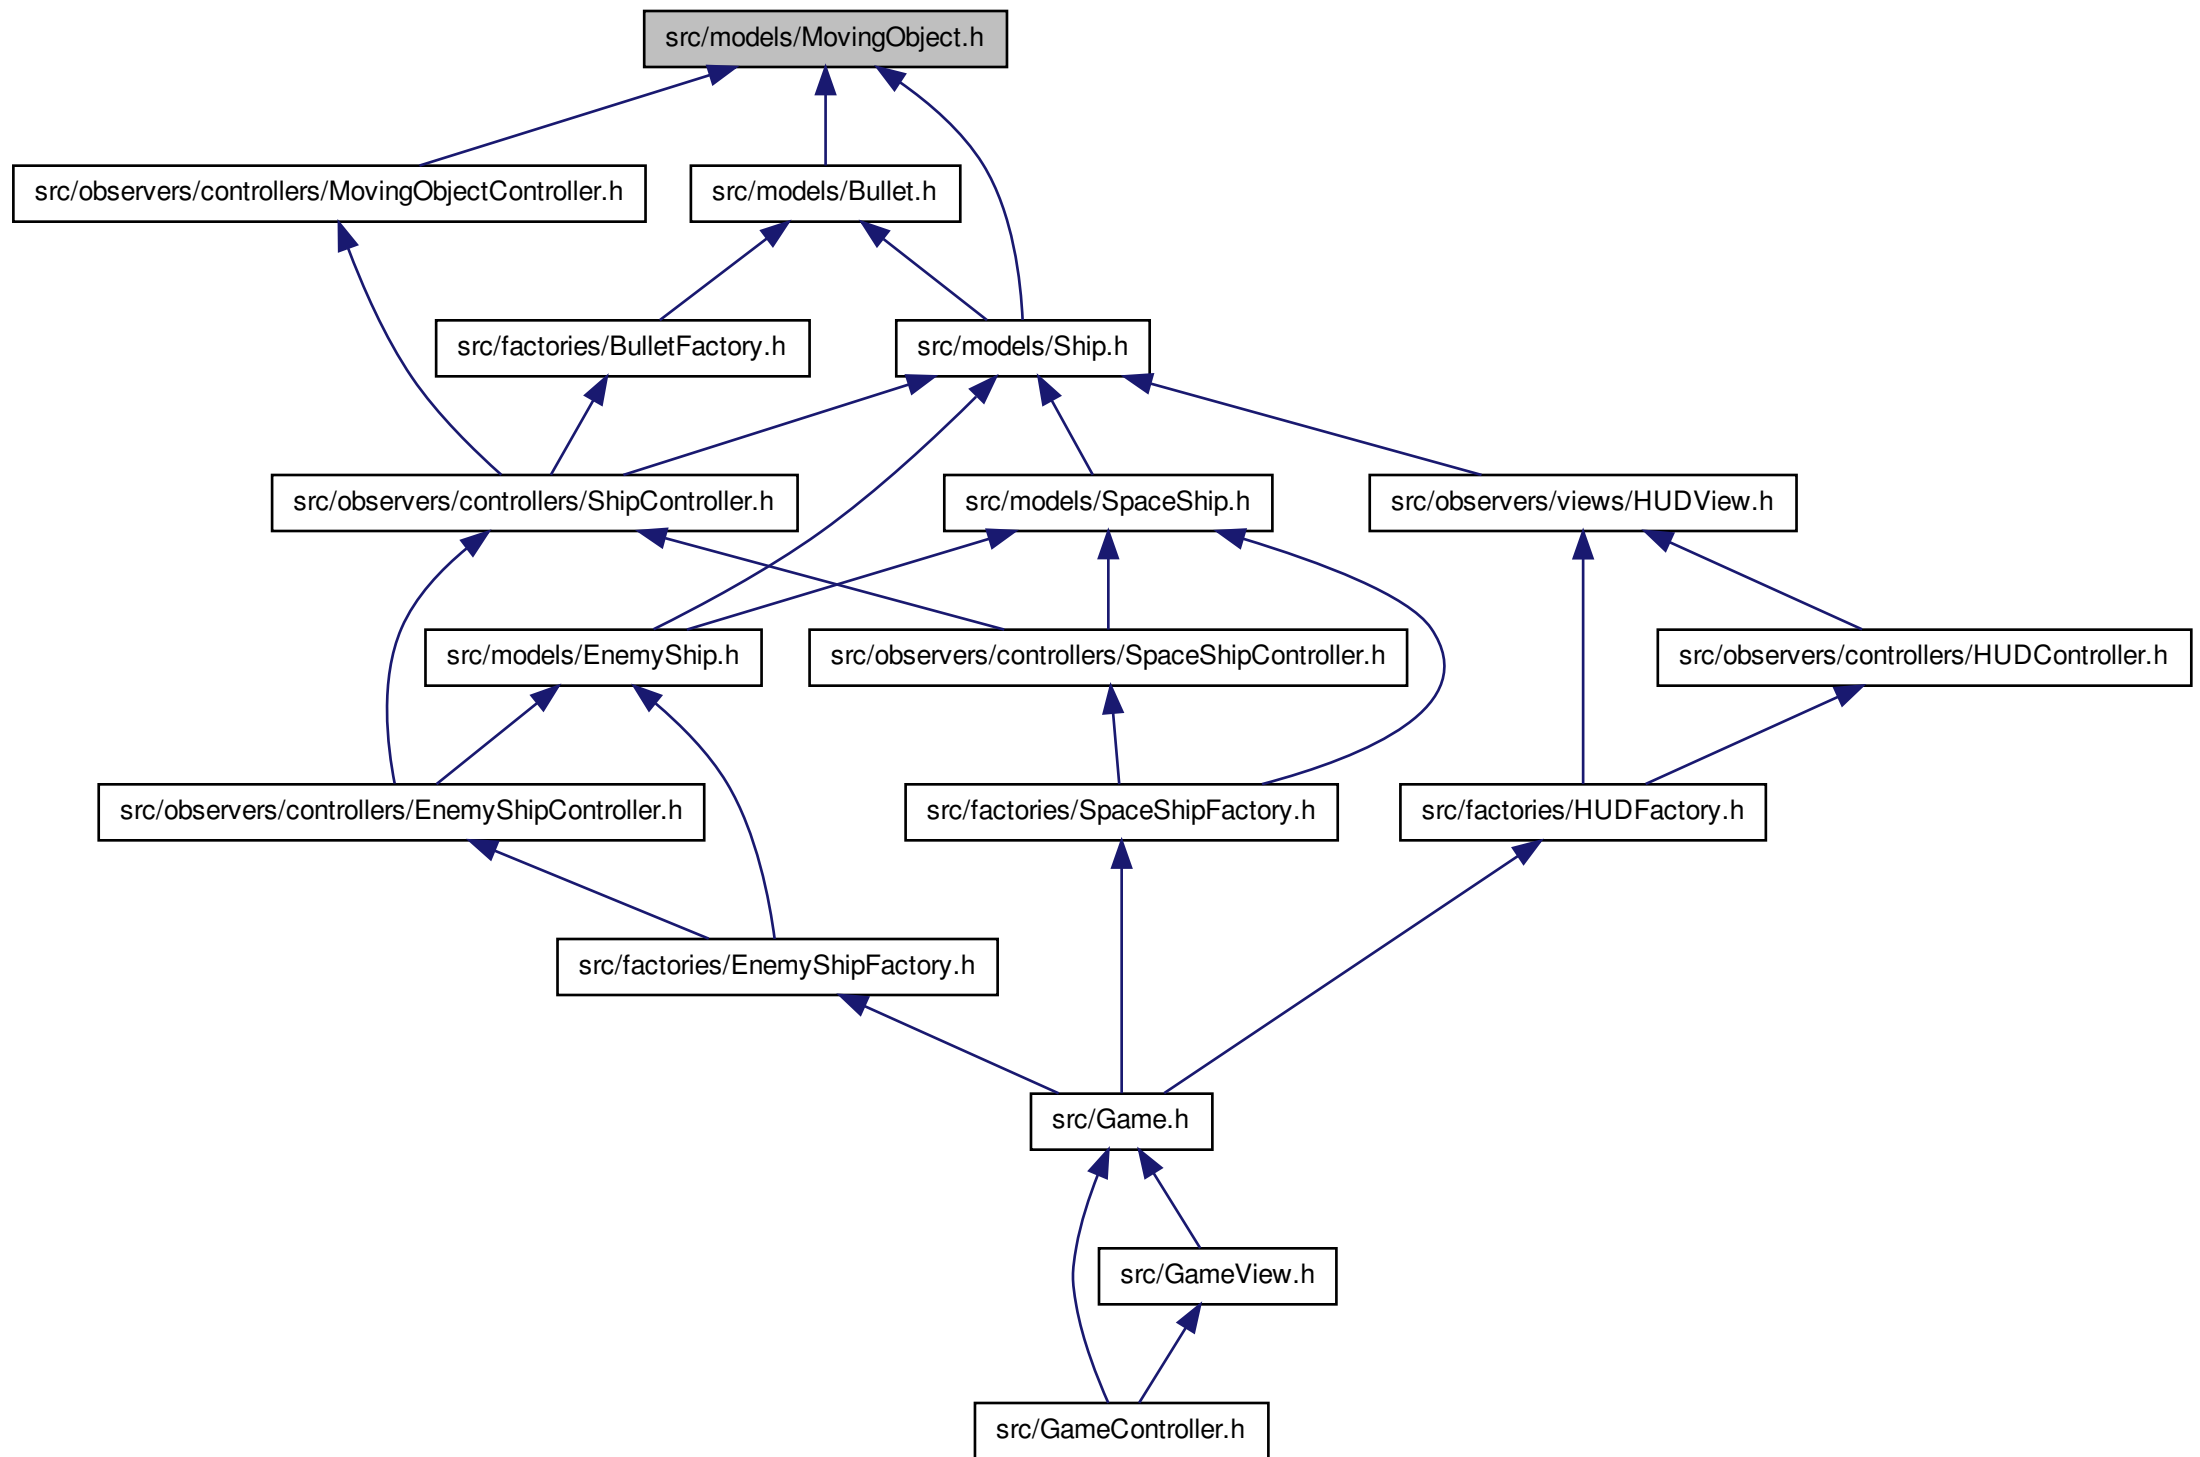 src/models/MovingObject.h
src/observers/controllers/MovingObjectController.h
src/models/Bullet.h
src/factories/BulletFactory.h
src/models/Ship.h
src/observers/controllers/ShipController.h
src/models/SpaceShip.h
src/observers/views/HUDView.h
src/models/EnemyShip.h
src/observers/controllers/SpaceShipController.h
src/observers/controllers/HUDController.h
src/observers/controllers/EnemyShipController.h
src/factories/SpaceShipFactory.h
src/factories/HUDFactory.h
src/factories/EnemyShipFactory.h
src/Game.h
src/GameView.h
src/GameController.h